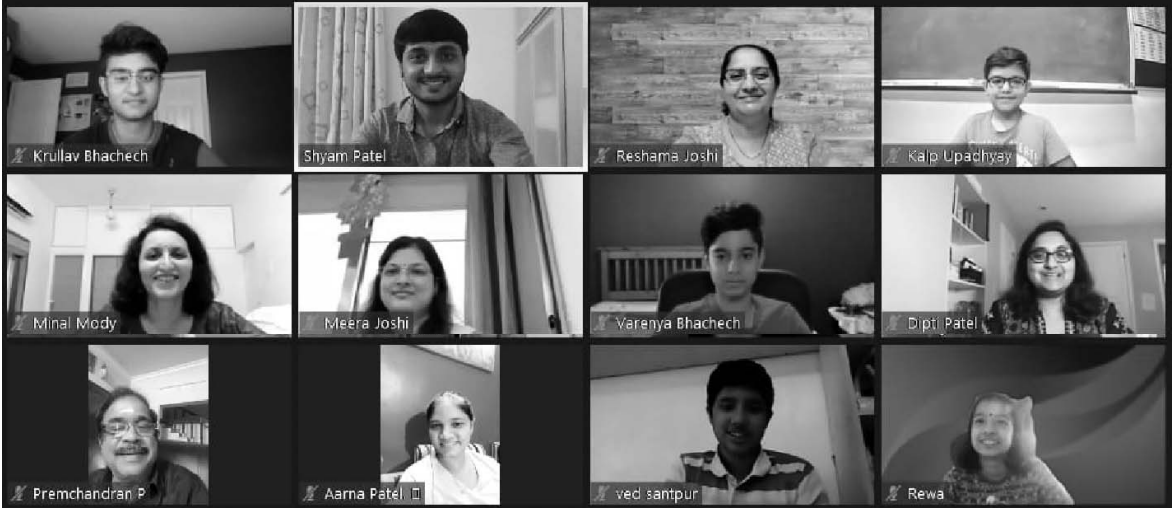 Krullav Bhachech
Shyam Patel
Reshama Joshi
Kalp Upadhyay
Minal Mody
Meera Joshi
Varenya Bhachech
Dipti Patel
Premchandran P
Aarna Patel
ved santpur
Rewa